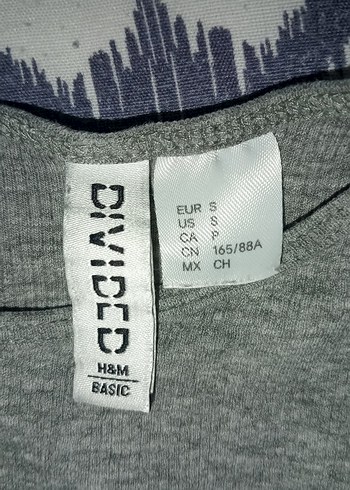 DIVIDED
H&M
BASIC
EUR S
US S
CA P
CN 165/88A
MX CH